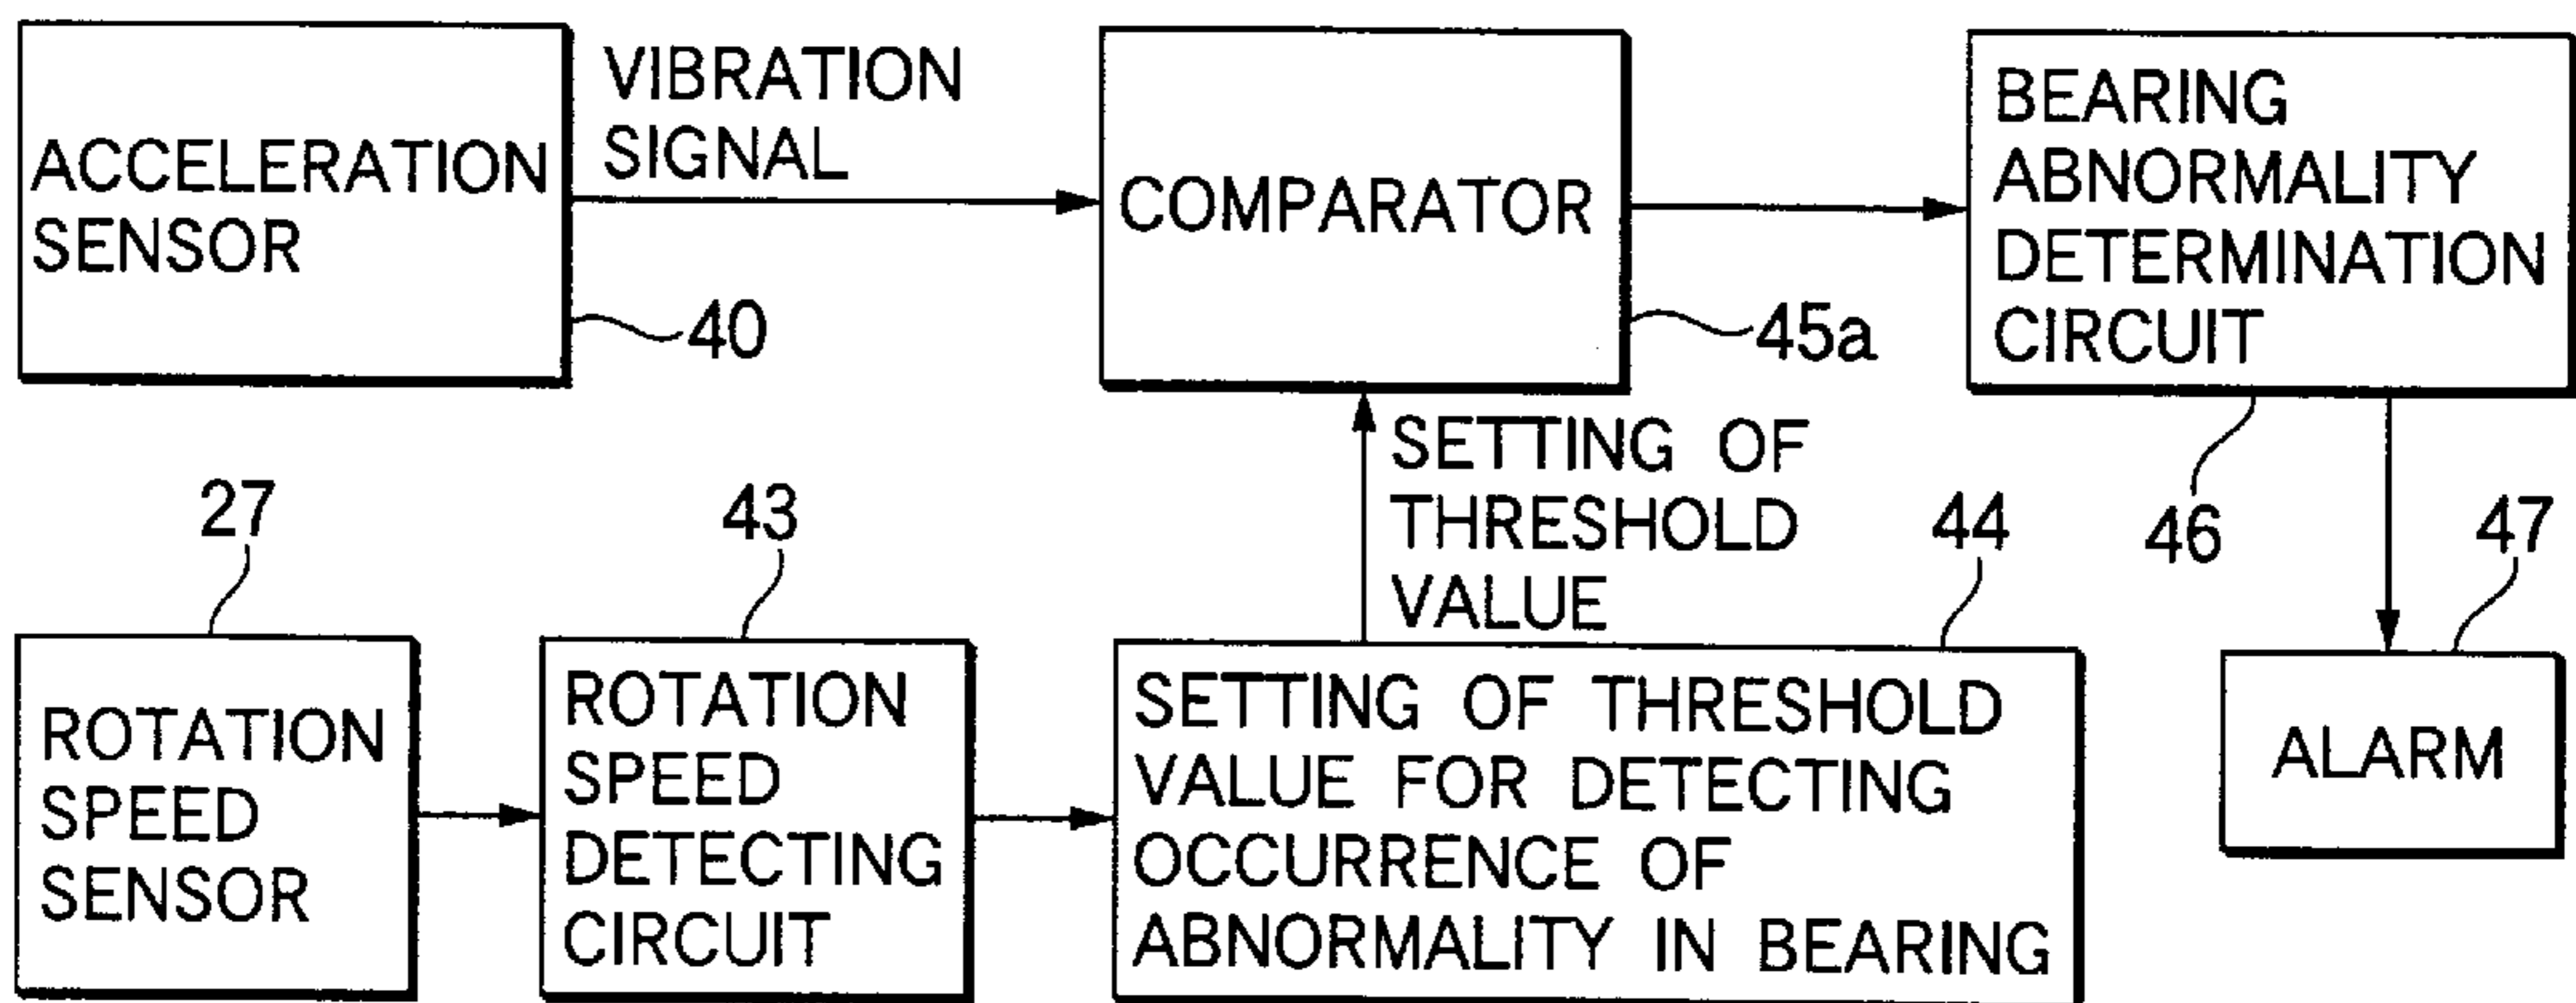 ACCELERATION
SENSOR
40
VIBRATION
SIGNAL
COMPARATOR
45a
BEARING
ABNORMALITY
DETERMINATION
CIRCUIT
46
SETTING OF
THRESHOLD
VALUE
27
ROTATION
SPEED
SENSOR
43
ROTATION
SPEED
DETECTING
CIRCUIT
44
SETTING OF THRESHOLD
VALUE FOR DETECTING
OCCURRENCE OF
ABNORMALITY IN BEARING
47
ALARM